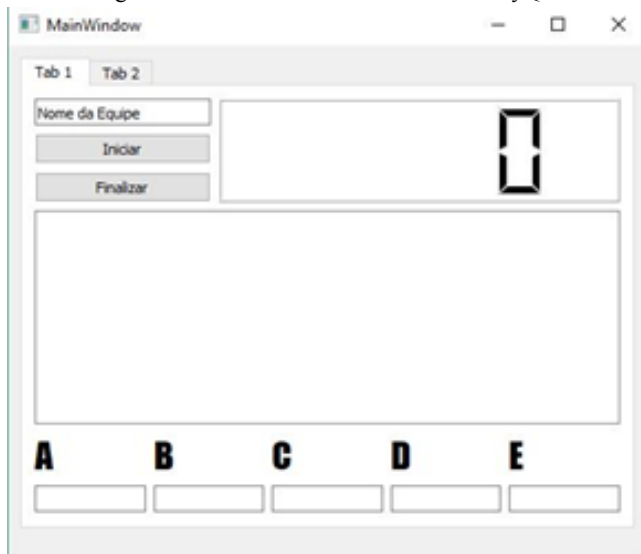 MainWindow
Tab 1 Tab 2
Nome da Equipe
Iniciar
Finalizar
0
A B C D E